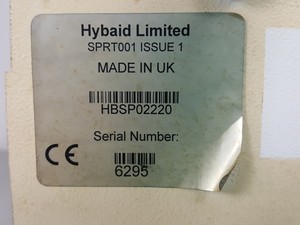 Hybaid Limited
SPRT001 ISSUE 1
MADE IN UK
HBSP02220
Serial Number:
CE
6295